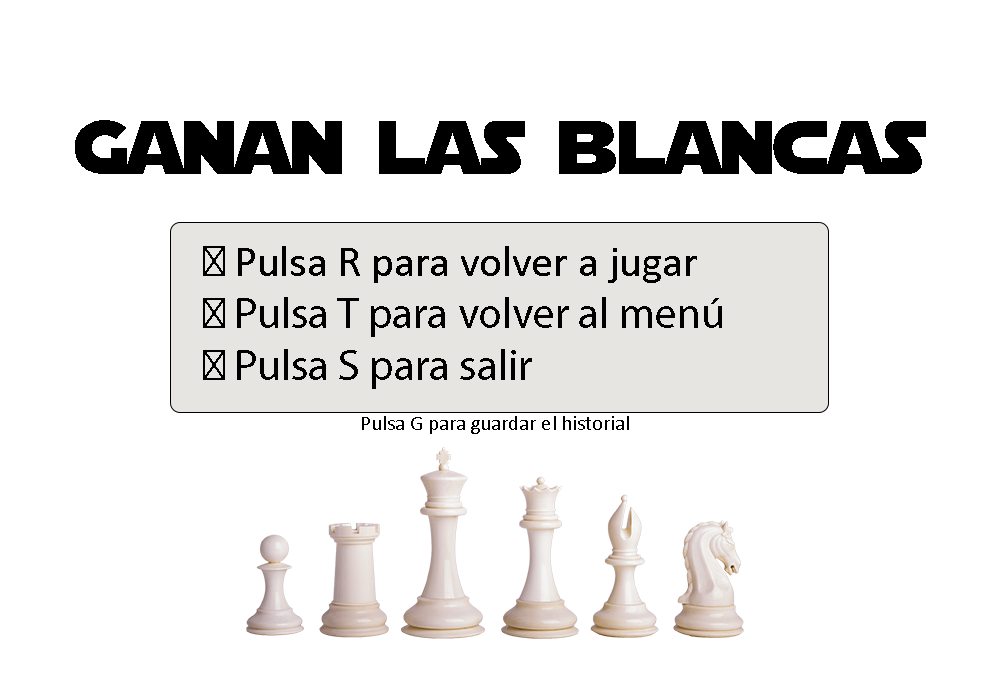 GANAN LAS BLANCAS
Pulsa R para volver a jugar
Pulsa T para volver al menú
Pulsa S para salir
Pulsa G para guardar el historial